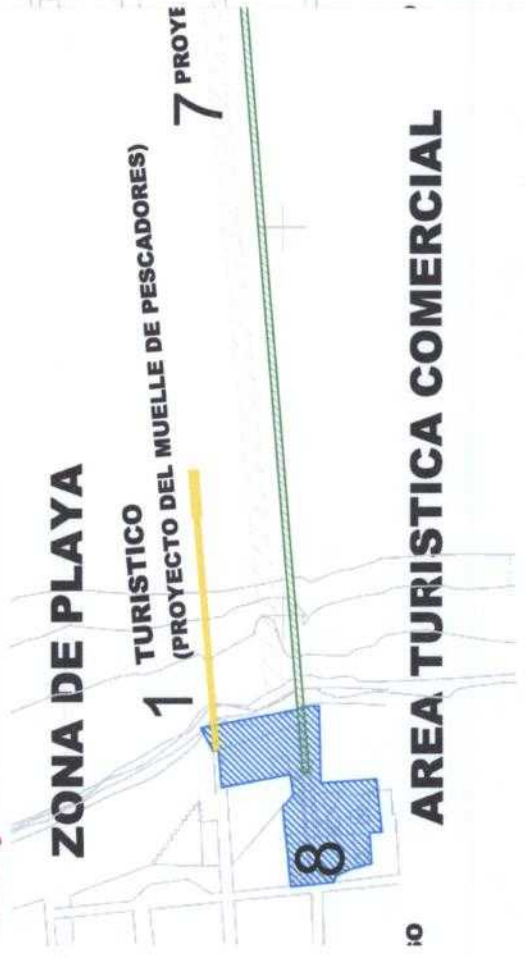 ZONA DE PLAYA
1 TURISTICO
(PROYECTO DEL MUELLE DE PESCADORES)
7 PROYE
8
AREA TURISTICA COMERCIAL